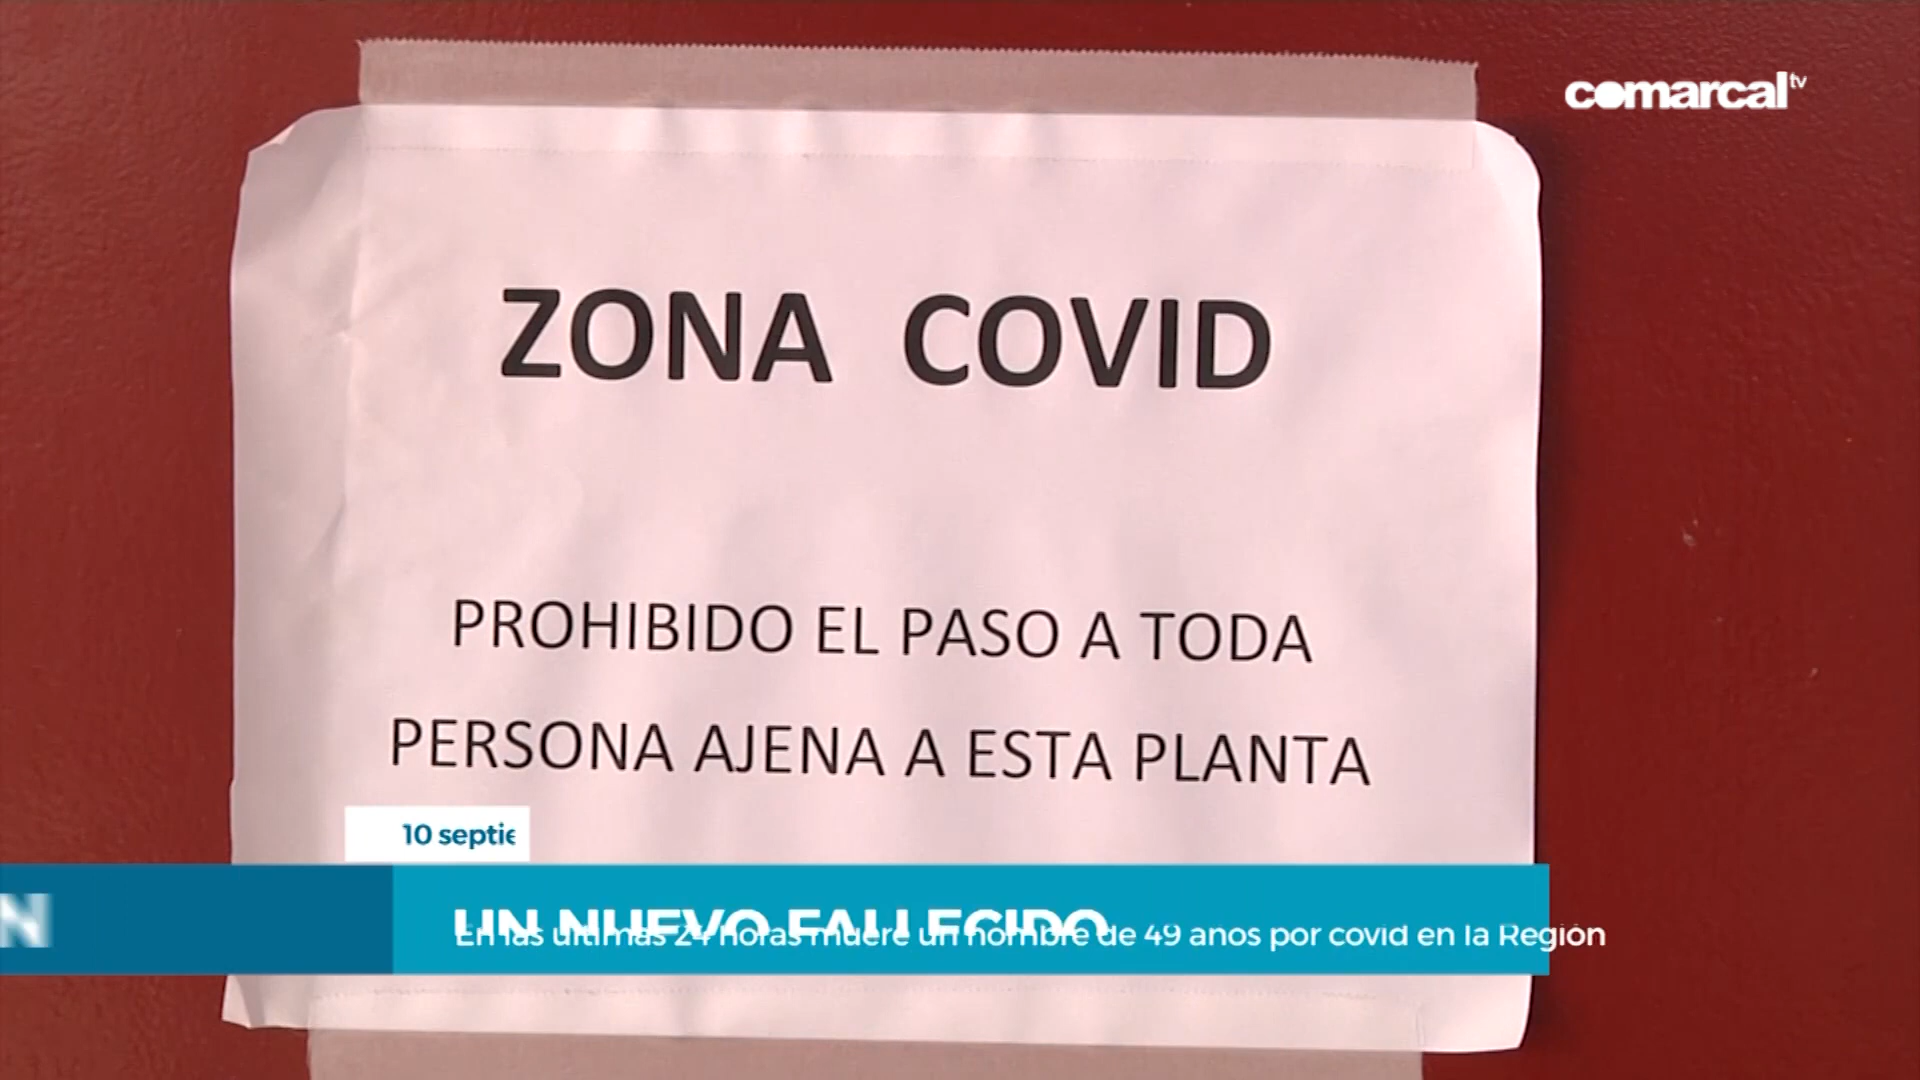 comarcal tv
ZONA COVID
PROHIBIDO EL PASO A TODA
PERSONA AJENA A ESTA PLANTA
10 septie
N
UN NUEVO FALLECIDO
En las últimas 24 horas muere un hombre de 49 años por covid en la Región